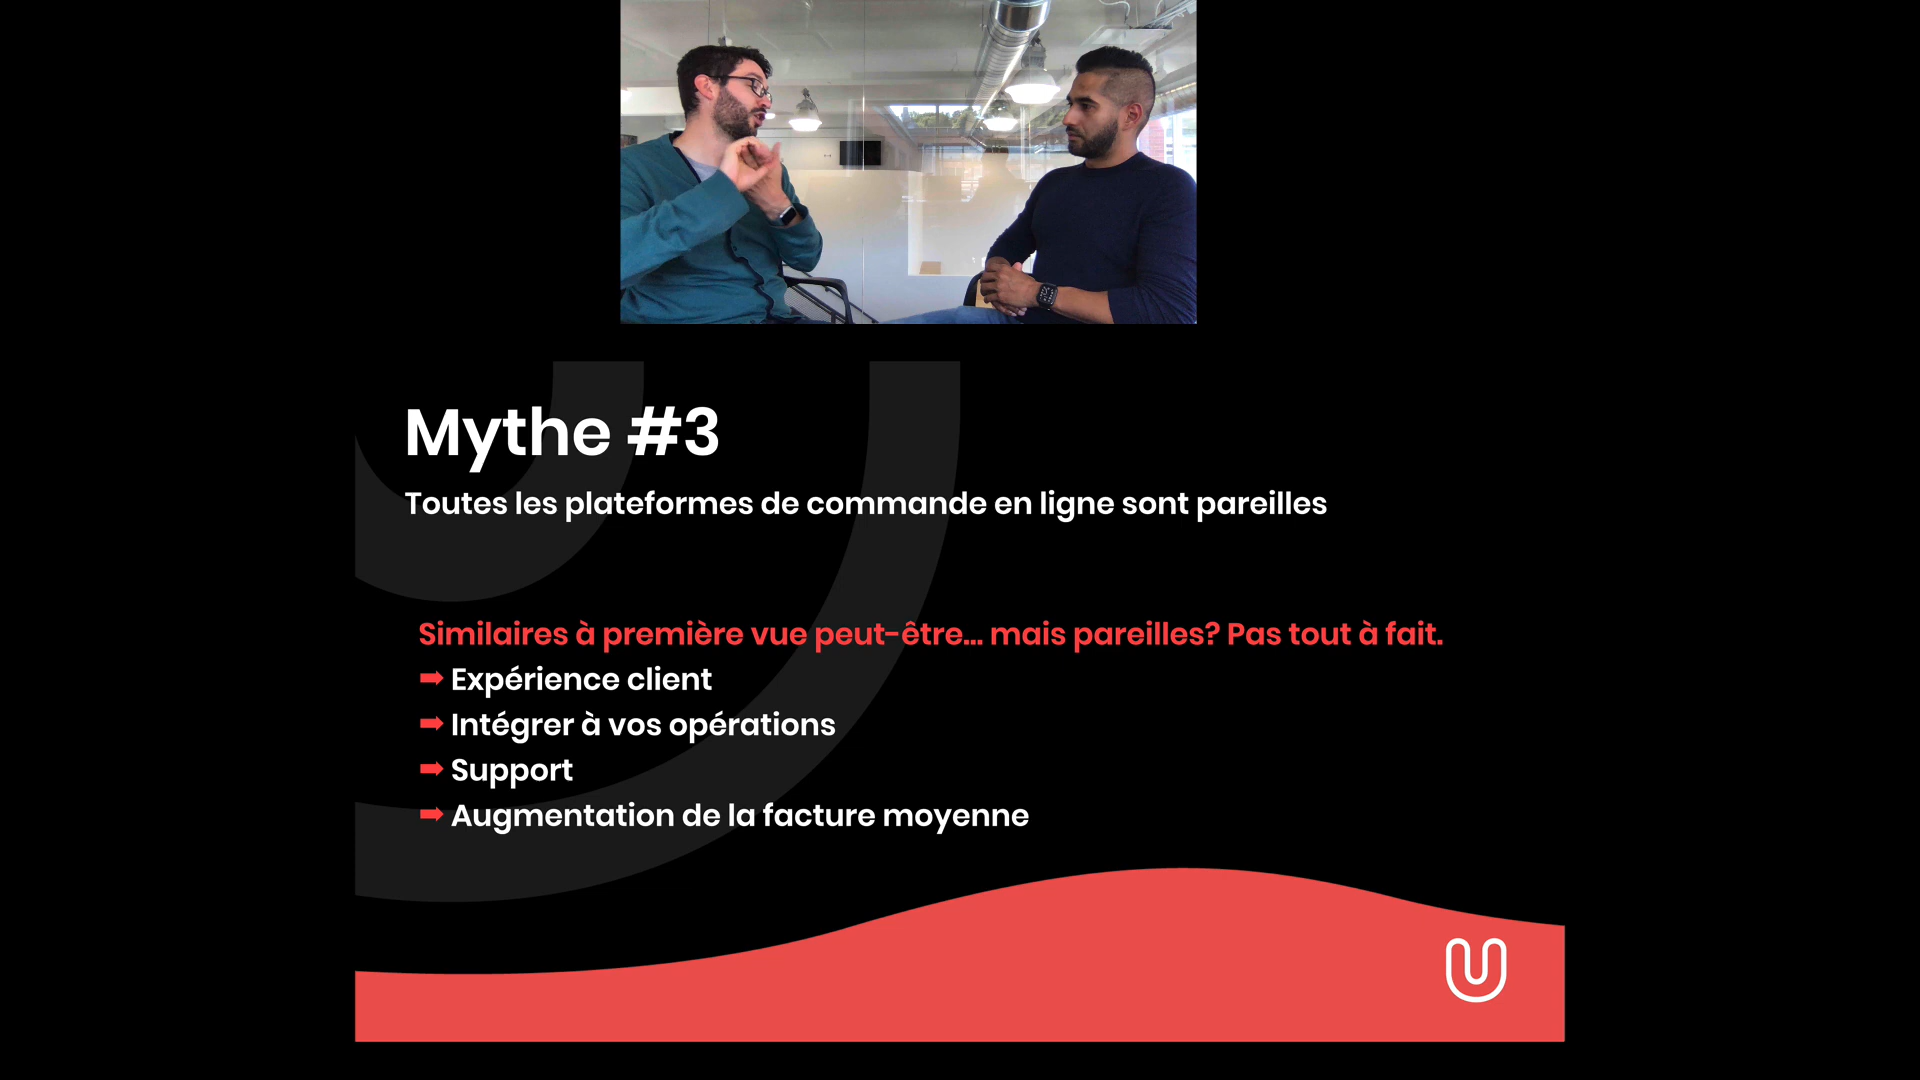 Mythe #3
Toutes les plateformes de commande en ligne sont pareilles
Similaires à première vue peut-être... mais pareilles? Pas tout à fait.
➡ Expérience client
➡ Intégrer à vos opérations
➡ Support
➡ Augmentation de la facture moyenne